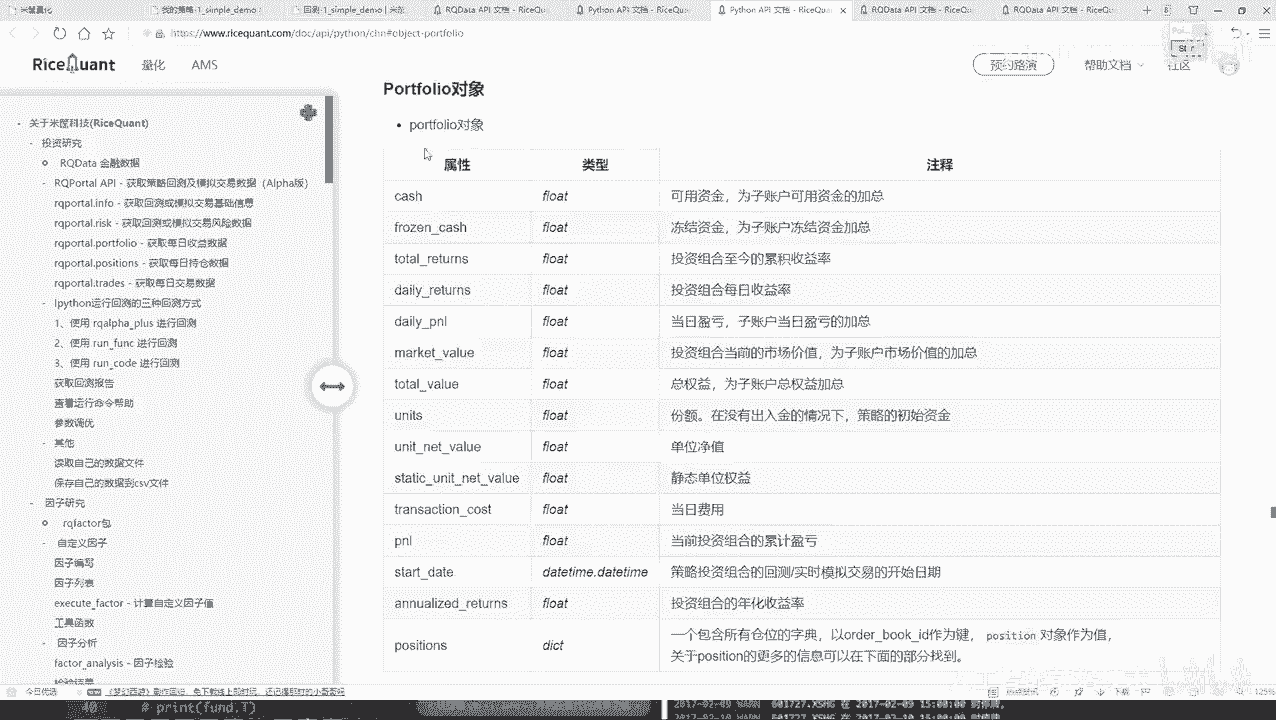 米筐量化
我的策略-1_simple_demo
回测-1_simple_demo | 米筐
RQData API 文档 - RiceQu
Python API 文档 - RiceQu
Python API 文档 - RiceQu
RQData API 文档 - RiceQu
RQData API 文档 - RiceQu
https://www.ricequant.com/doc/api/python/chn#object-portfolio
RiceQuant
量化
AMS
预约路演
帮助文档
社区
- 关于米筐科技(RiceQuant)
- 投资研究
RQData 金融数据
- RQPortal API - 获取策略回测及模拟交易数据（Alpha版）
rqportal.info - 获取回测或模拟交易基础信息
rqportal.risk - 获取回测或模拟交易风险数据
rqportal.portfolio - 获取每日收益数据
rqportal.positions - 获取每日持仓数据
rqportal.trades - 获取每日交易数据
- Ipython运行回测的三种回测方式
1、使用 rqalpha_plus 进行回测
2、使用 run_func 进行回测
3、使用 run_code 进行回测
获取回测报告
查看运行命令帮助
参数调优
- 其他
读取自己的数据文件
保存自己的数据到csv文件
- 因子研究
rqfactor包
- 自定义因子
因子编写
因子列表
execute_factor - 计算自定义因子值
工具函数
- 因子分析
factor_analysis - 因子检验
Portfolio对象
• portfolio对象
属性 类型 注释
cash float 可用资金，为子账户可用资金的加总
frozen_cash float 冻结资金，为子账户冻结资金加总
total_returns float 投资组合至今的累积收益率
daily_returns float 投资组合每日收益率
daily_pnl float 当日盈亏，子账户当日盈亏的加总
market_value float 投资组合当前的市场价值，为子账户市场价值的加总
total_value float 总权益，为子账户总权益加总
units float 份额。在没有出入金的情况下，策略的初始资金
unit_net_value float 单位净值
static_unit_net_value float 静态单位权益
transaction_cost float 当日费用
pnl float 当前投资组合的累计盈亏
start_date datetime.datetime 策略投资组合的回测/实时模拟交易的开始日期
annualized_returns float 投资组合的年化收益率
positions dict 一个包含所有仓位的字典，以order_book_id作为键， position 对象作为值，
关于position的更多的信息可以在下面的部分找到。
今日优选
125%
40 # print(fund.T)